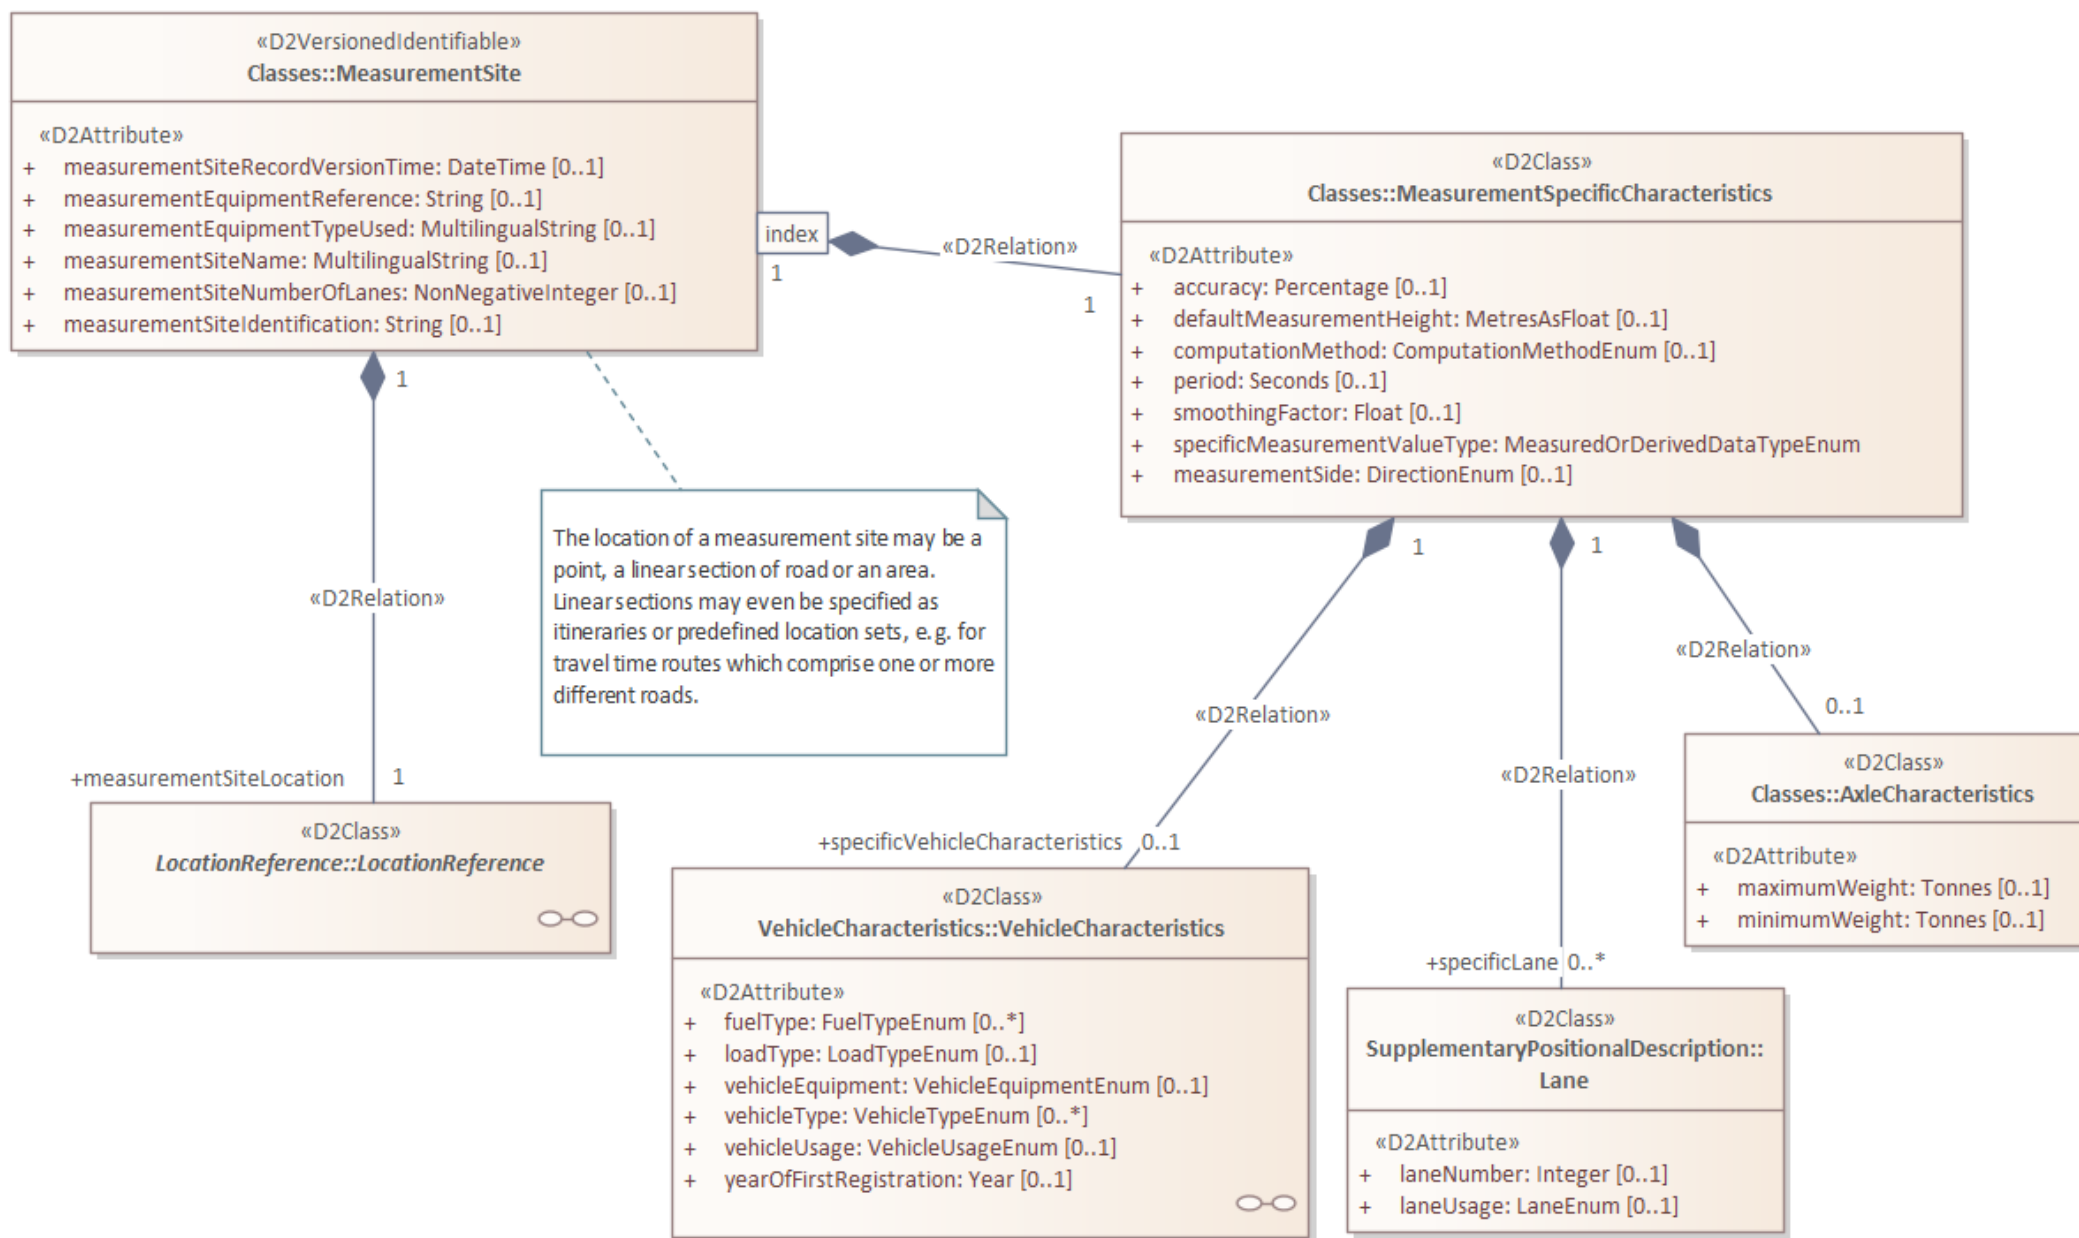 «D2VersionedIdentifiable»
Classes::MeasurementSite
«D2Attribute»
+ measurementSiteRecordVersionTime: DateTime [0..1]
+ measurementEquipmentReference: String [0..1]
+ measurementEquipmentTypeUsed: MultilingualString [0..1]
+ measurementSiteName: MultilingualString [0..1]
+ measurementSiteNumberOfLanes: NonNegativeInteger [0..1]
+ measurementSiteIdentification: String [0..1]
index
1
«D2Relation»
1
«D2Class»
Classes::MeasurementSpecificCharacteristics
«D2Attribute»
+ accuracy: Percentage [0..1]
+ defaultMeasurementHeight: MetresAsFloat [0..1]
+ computationMethod: ComputationMethodEnum [0..1]
+ period: Seconds [0..1]
+ smoothingFactor: Float [0..1]
+ specificMeasurementValueType: MeasuredOrDerivedDataTypeEnum
+ measurementSide: DirectionEnum [0..1]
1
«D2Relation»
+measurementSiteLocation 1
«D2Class»
LocationReference::LocationReference
The location of a measurement site may be a
point, a linear section of road or an area.
Linear sections may even be specified as
itineraries or predefined location sets, e.g. for
travel time routes which comprise one or more
different roads.
1
«D2Relation»
+specificVehicleCharacteristics 0..1
«D2Class»
VehicleCharacteristics::VehicleCharacteristics
«D2Attribute»
+ fuelType: FuelTypeEnum [0..*]
+ loadType: LoadTypeEnum [0..1]
+ vehicleEquipment: VehicleEquipmentEnum [0..1]
+ vehicleType: VehicleTypeEnum [0..*]
+ vehicleUsage: VehicleUsageEnum [0..1]
+ yearOfFirstRegistration: Year [0..1]
1
«D2Relation»
+specificLane 0..*
«D2Class»
SupplementaryPositionalDescription::
Lane
«D2Attribute»
+ laneNumber: Integer [0..1]
+ laneUsage: LaneEnum [0..1]
«D2Relation»
0..1
«D2Class»
Classes::AxleCharacteristics
«D2Attribute»
+ maximumWeight: Tonnes [0..1]
+ minimumWeight: Tonnes [0..1]